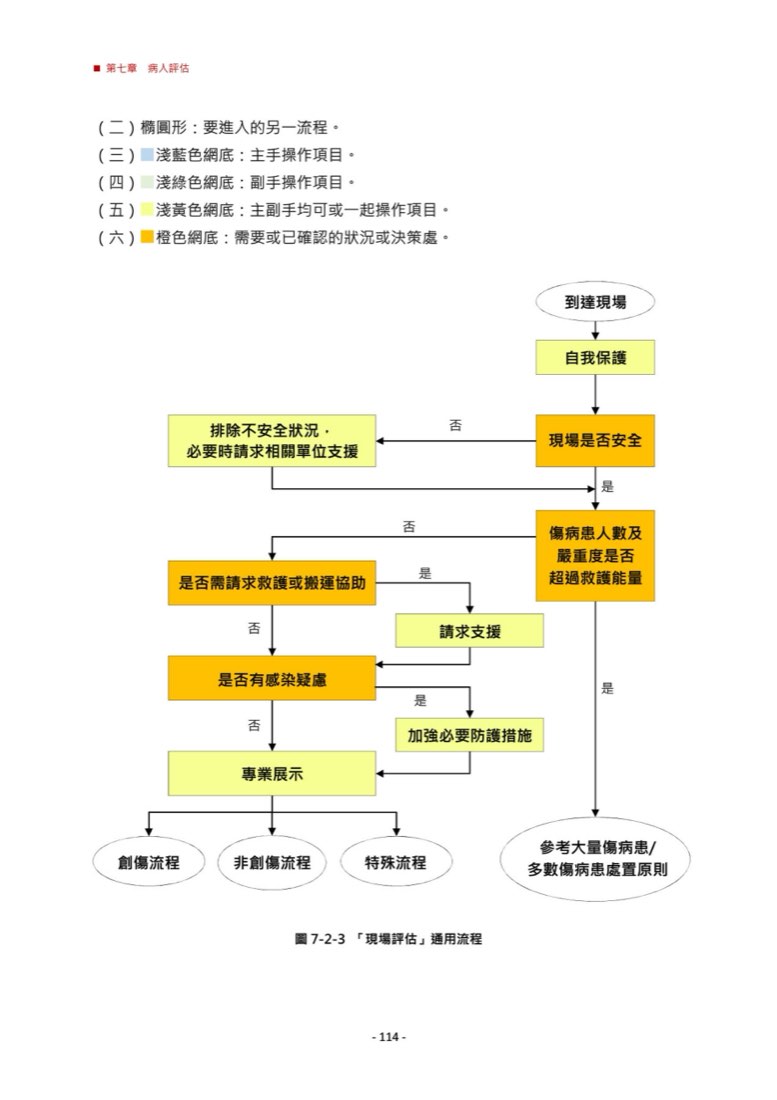 ■ 第七章　病人評估
（二）橢圓形：要進入的另一流程。
（三）■淺藍色網底：主手操作項目。
（四）■淺綠色網底：副手操作項目。
（五）■淺黃色網底：主副手均可或一起操作項目。
（六）■橙色網底：需要或已確認的狀況或決策處。
到達現場
自我保護
現場是否安全
否
排除不安全狀況，
必要時請求相關單位支援
是
傷病患人數及
嚴重度是否
超過救護能量
否
是否需請求救護或搬運協助
是
請求支援
否
是否有感染疑慮
是
加強必要防護措施
否
專業展示
是
創傷流程
非創傷流程
特殊流程
參考大量傷病患/
多數傷病患處置原則
圖 7-2-3 「現場評估」通用流程
- 114 -